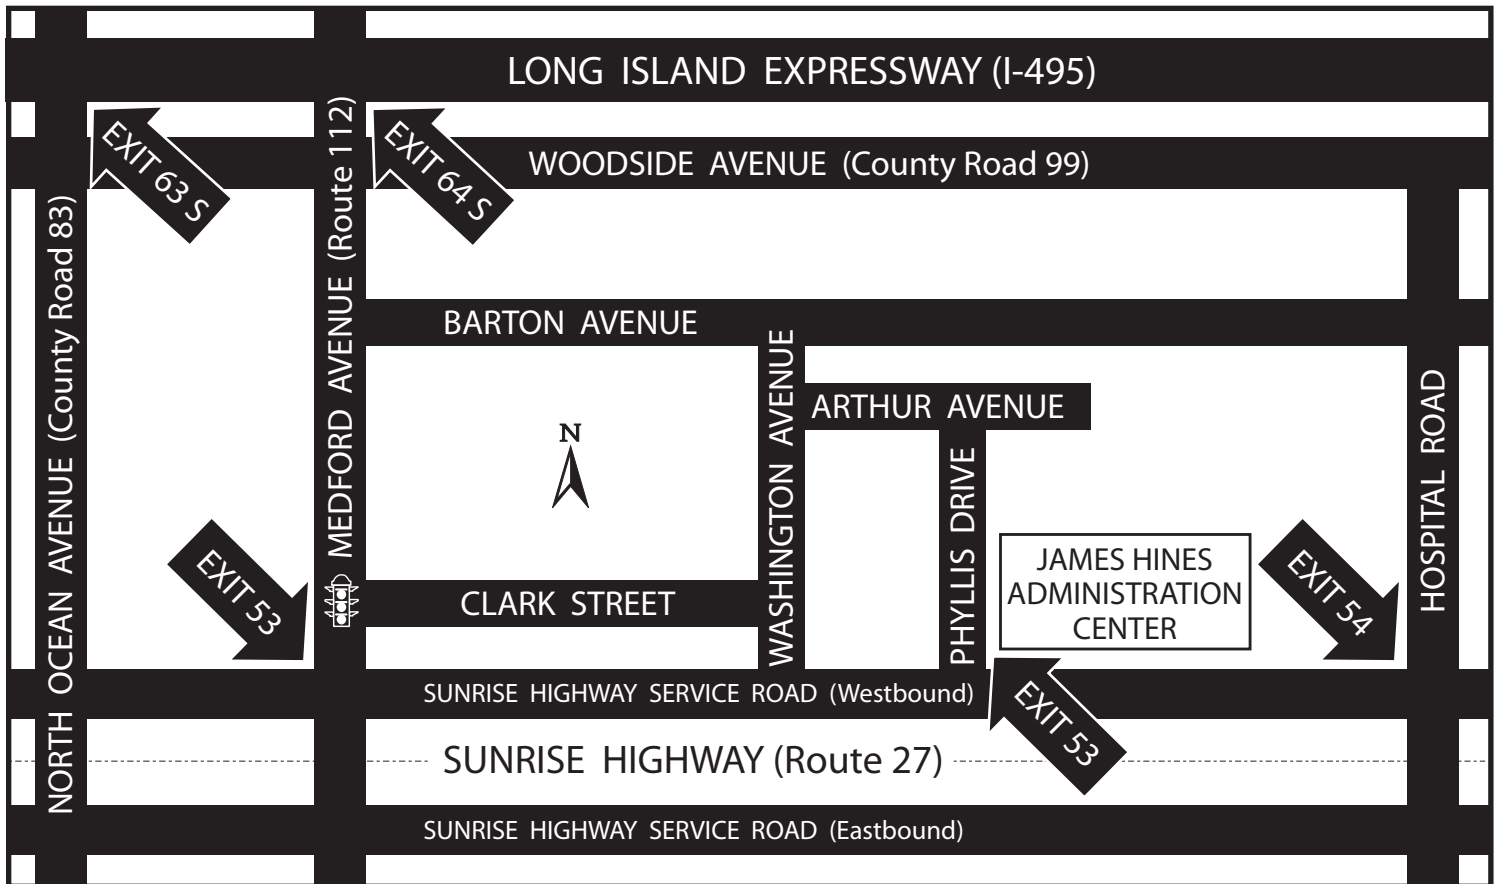 LONG ISLAND EXPRESSWAY (I-495)
EXIT 63 S
EXIT 64 S
WOODSIDE AVENUE (County Road 99)
NORTH OCEAN AVENUE (County Road 83)
MEDFORD AVENUE (Route 112)
BARTON AVENUE
WASHINGTON AVENUE
ARTHUR AVENUE
HOSPITAL ROAD
N
PHYLLIS DRIVE
EXIT 53
JAMES HINES
ADMINISTRATION
CENTER
EXIT 54
CLARK STREET
SUNRISE HIGHWAY SERVICE ROAD (Westbound)
EXIT 53
SUNRISE HIGHWAY (Route 27)
SUNRISE HIGHWAY SERVICE ROAD (Eastbound)